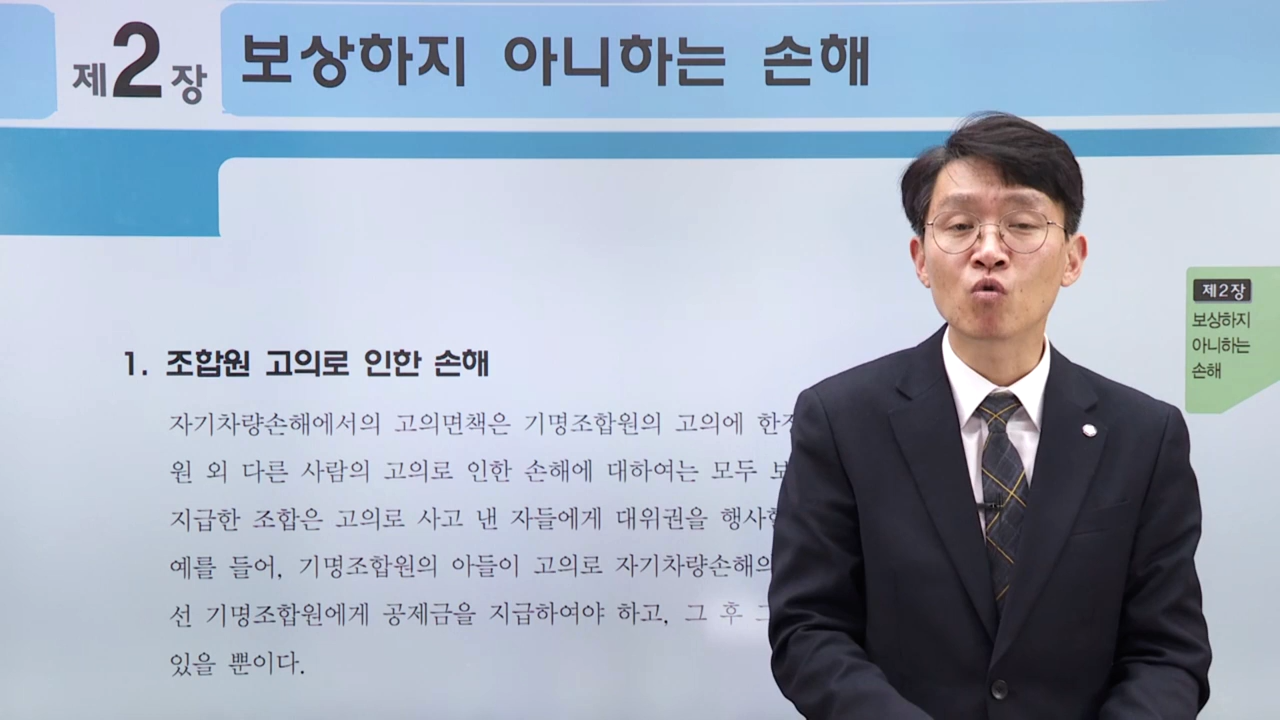 제2장 보상하지 아니하는 손해
제2장
보상하지
아니하는
손해
1. 조합원 고의로 인한 손해
자기차량손해에서의 고의면책은 기명조합원의 고의에
원 외 다른 사람의 고의로 인한 손해에 대하여는 모두
지급한 조합은 고의로 사고 낸 자들에게 대위권을
예를 들어, 기명조합원의 아들이 고의로 자기차량손해의
선 기명조합원에게 공제금을 지급하여야 하고, 그 후
있을 뿐이다.